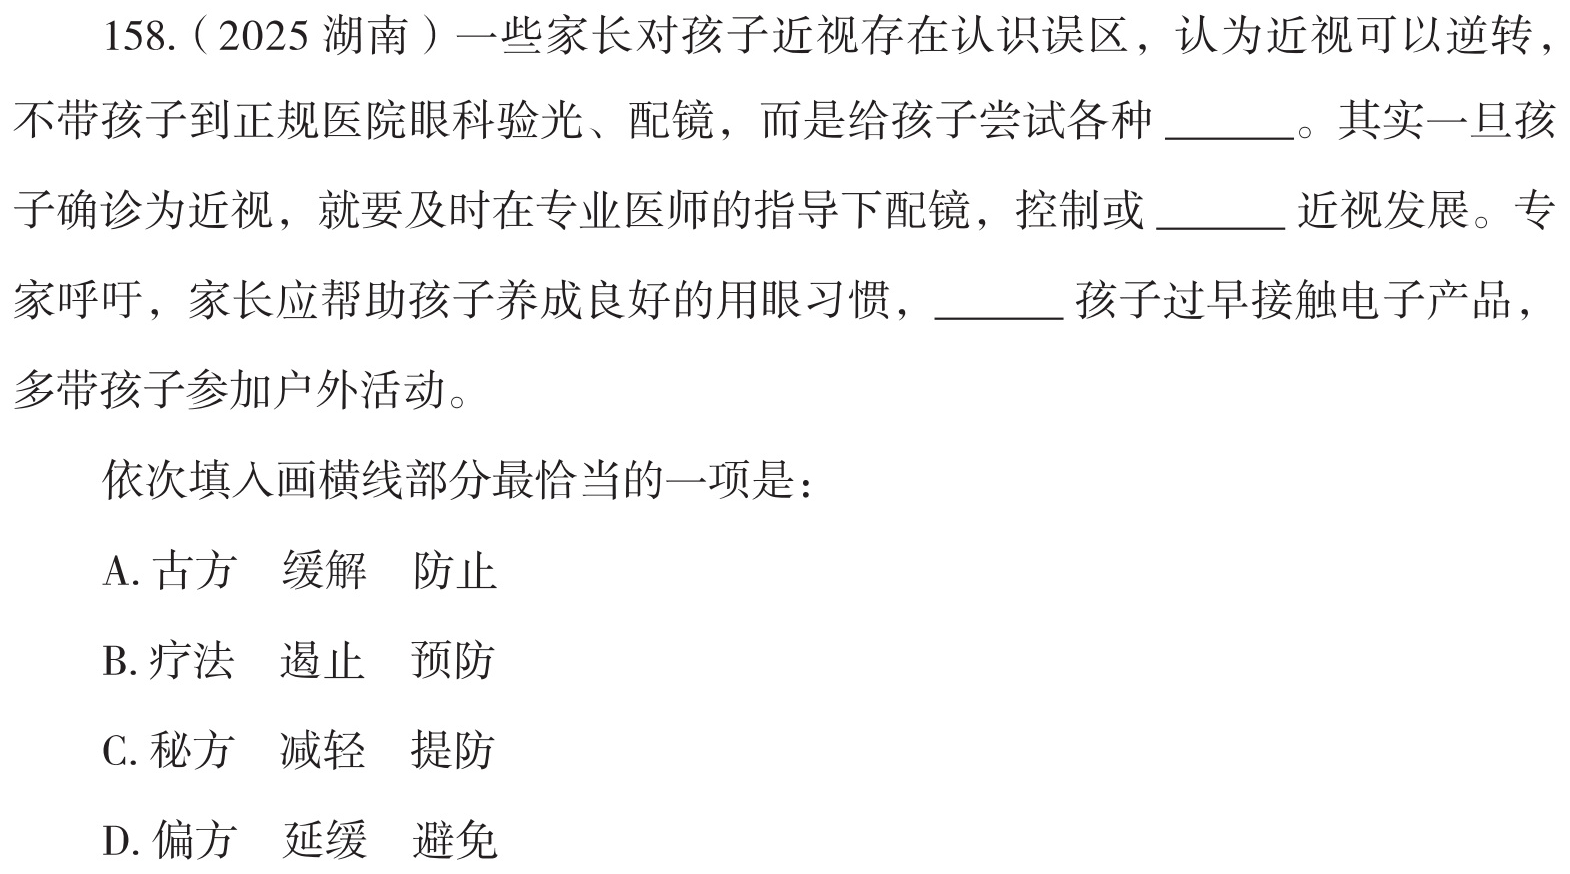 158.（2025 湖南）一些家长对孩子近视存在认识误区，认为近视可以逆转，
不带孩子到正规医院眼科验光、配镜，而是给孩子尝试各种 ______。其实一旦孩
子确诊为近视，就要及时在专业医师的指导下配镜，控制或 ______ 近视发展。专
家呼吁，家长应帮助孩子养成良好的用眼习惯，______ 孩子过早接触电子产品，
多带孩子参加户外活动。
依次填入画横线部分最恰当的一项是：
A. 古方　缓解　防止
B. 疗法　遏止　预防
C. 秘方　减轻　提防
D. 偏方　延缓　避免